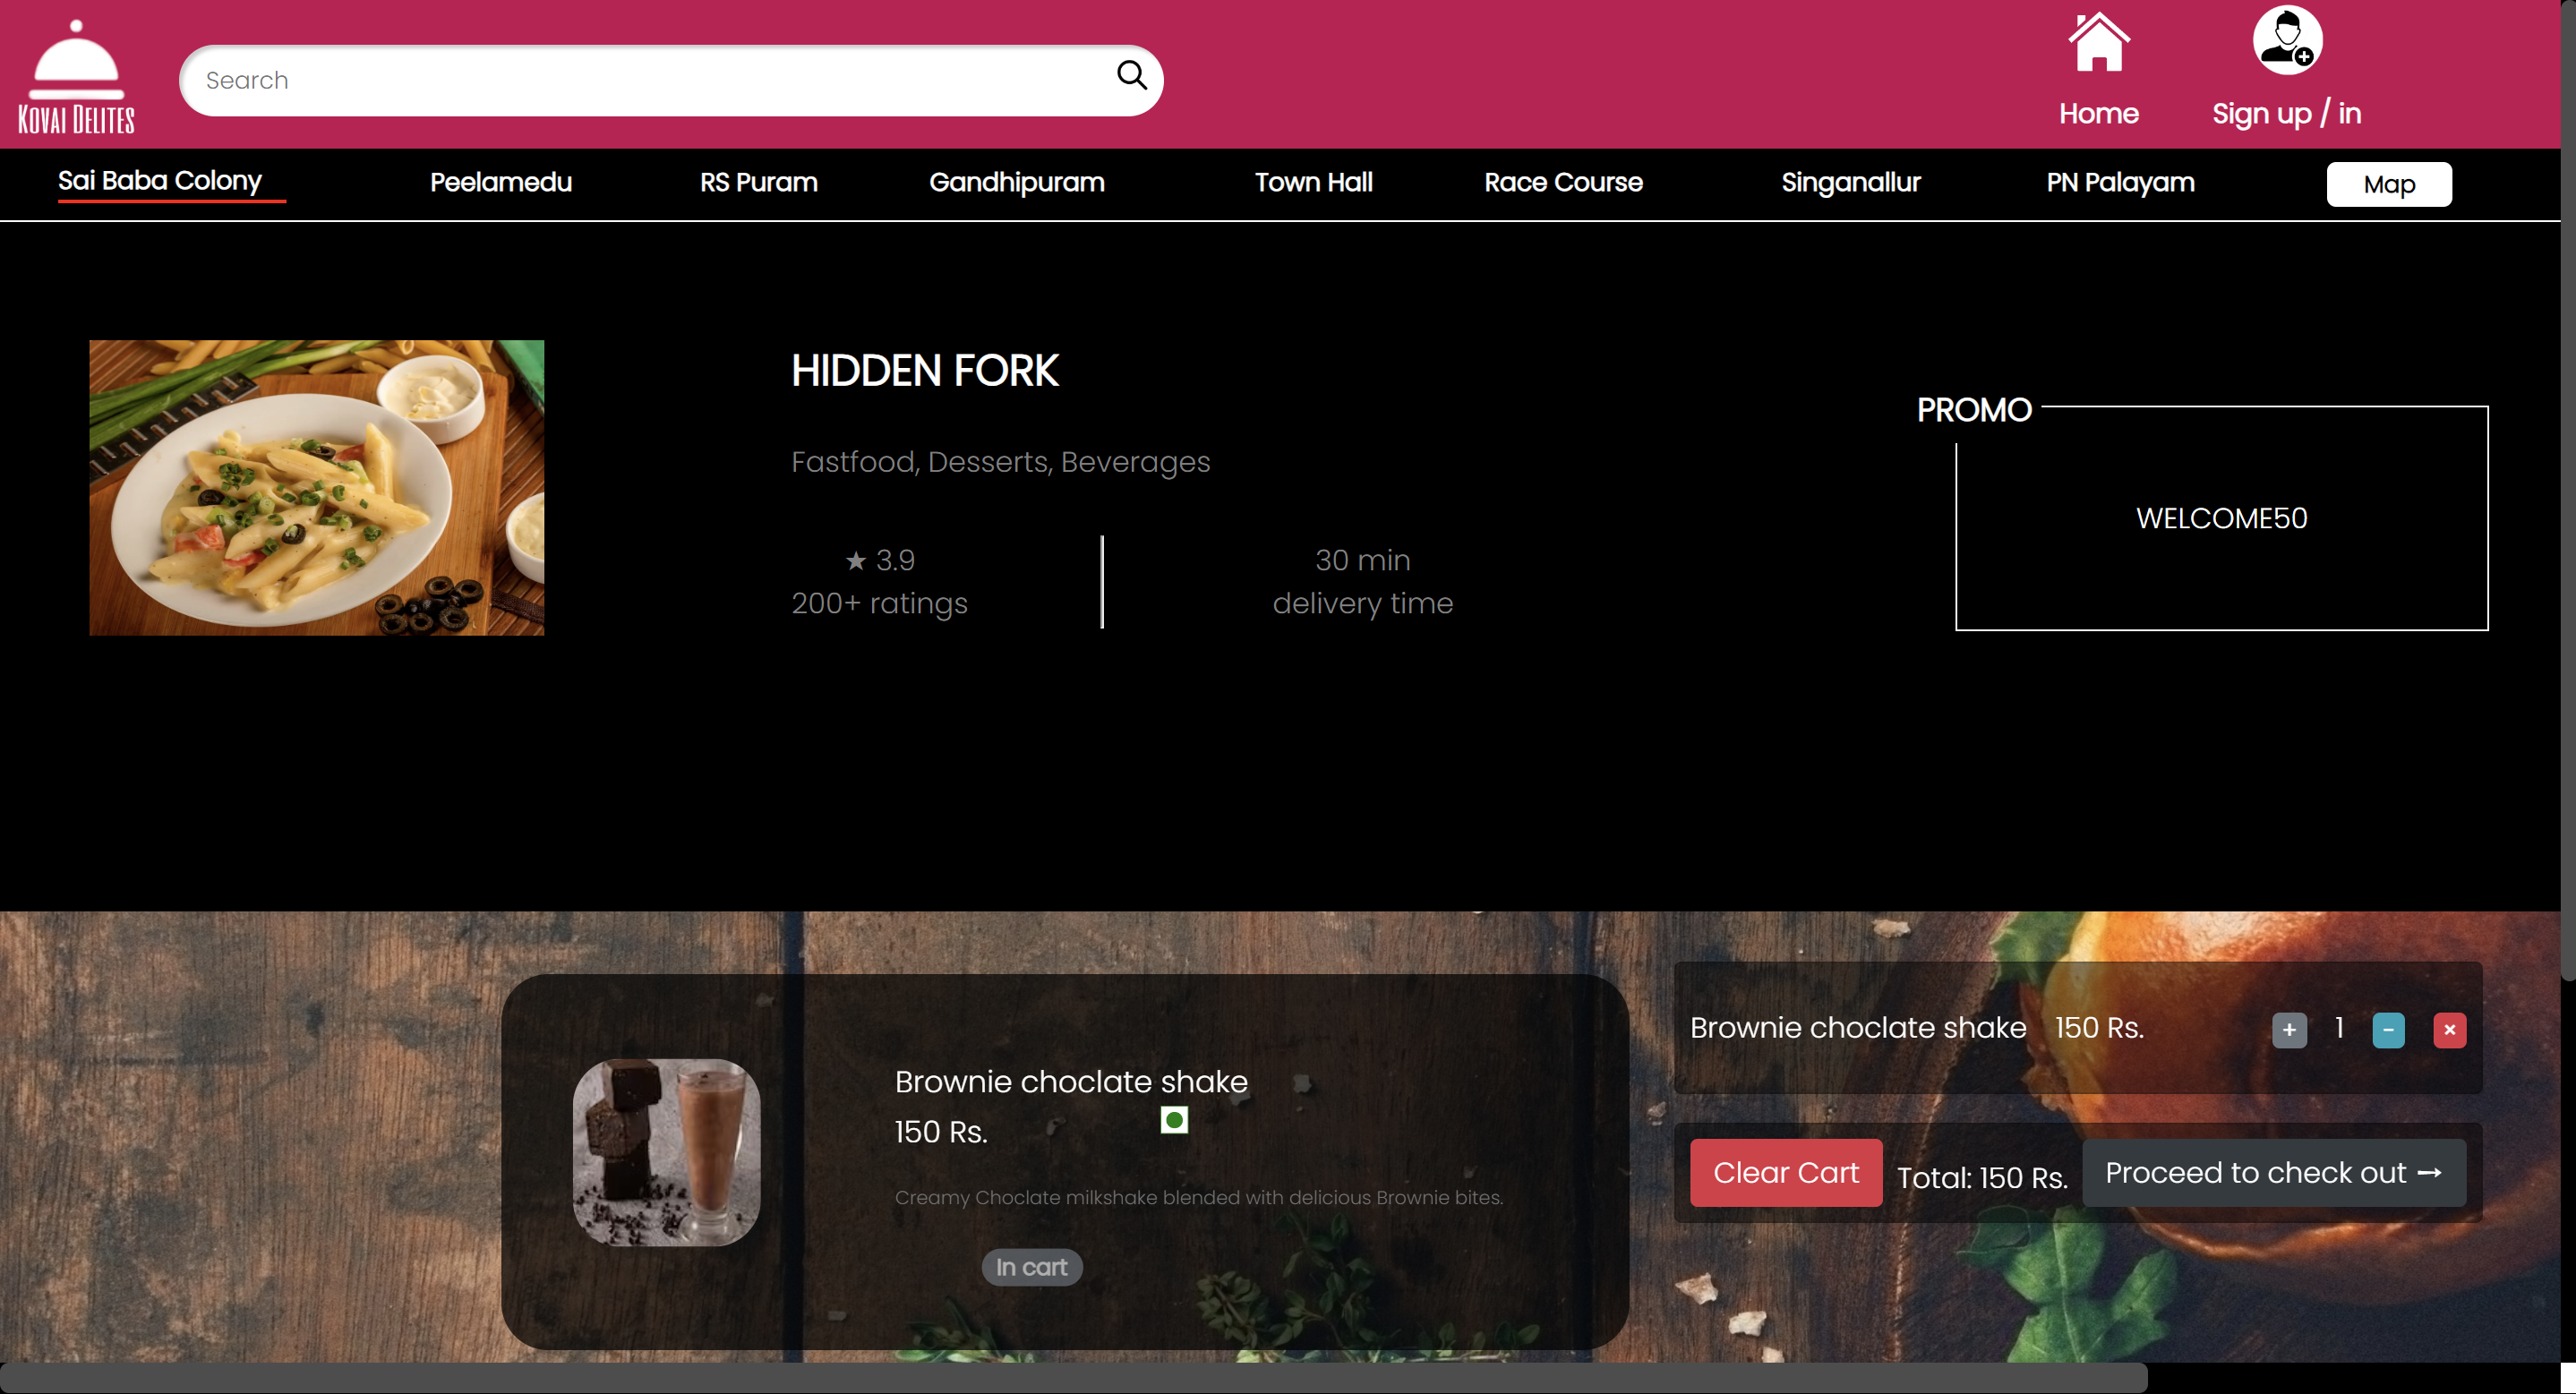 KOVAI DELITES
Search
Home
Sign up / in
Sai Baba Colony
Peelamedu
RS Puram
Gandhipuram
Town Hall
Race Course
Singanallur
PN Palayam
Map
HIDDEN FORK
Fastfood, Desserts, Beverages
★ 3.9
200+ ratings
30 min
delivery time
PROMO
WELCOME50
Brownie choclate shake
150 Rs.
Creamy Choclate milkshake blended with delicious Brownie bites.
In cart
Brownie choclate shake 150 Rs. + 1 − ×
Clear Cart Total: 150 Rs. Proceed to check out →